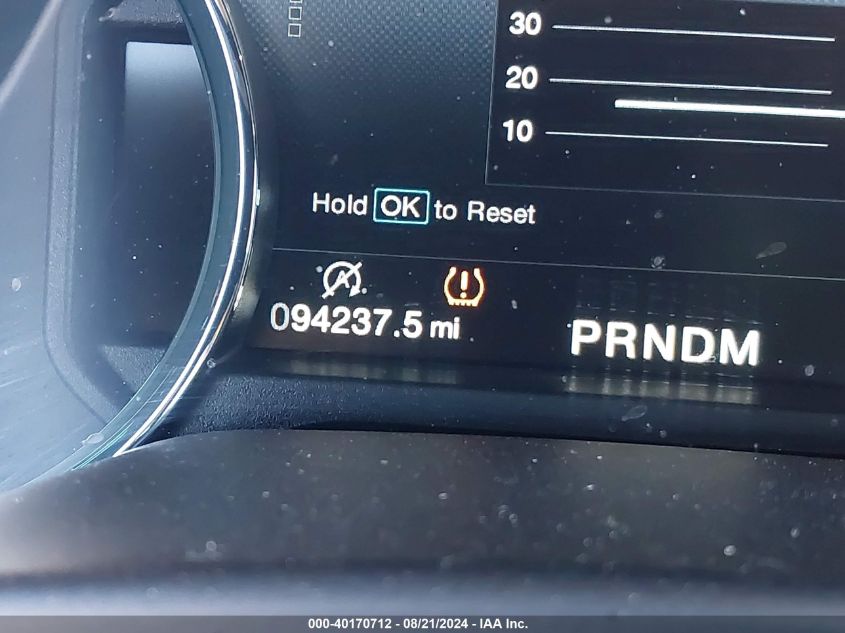 30
20
10
Hold OK to Reset
A
094237.5 mi
PRNDM
000-40170712 - 08/21/2024 - IAA Inc.